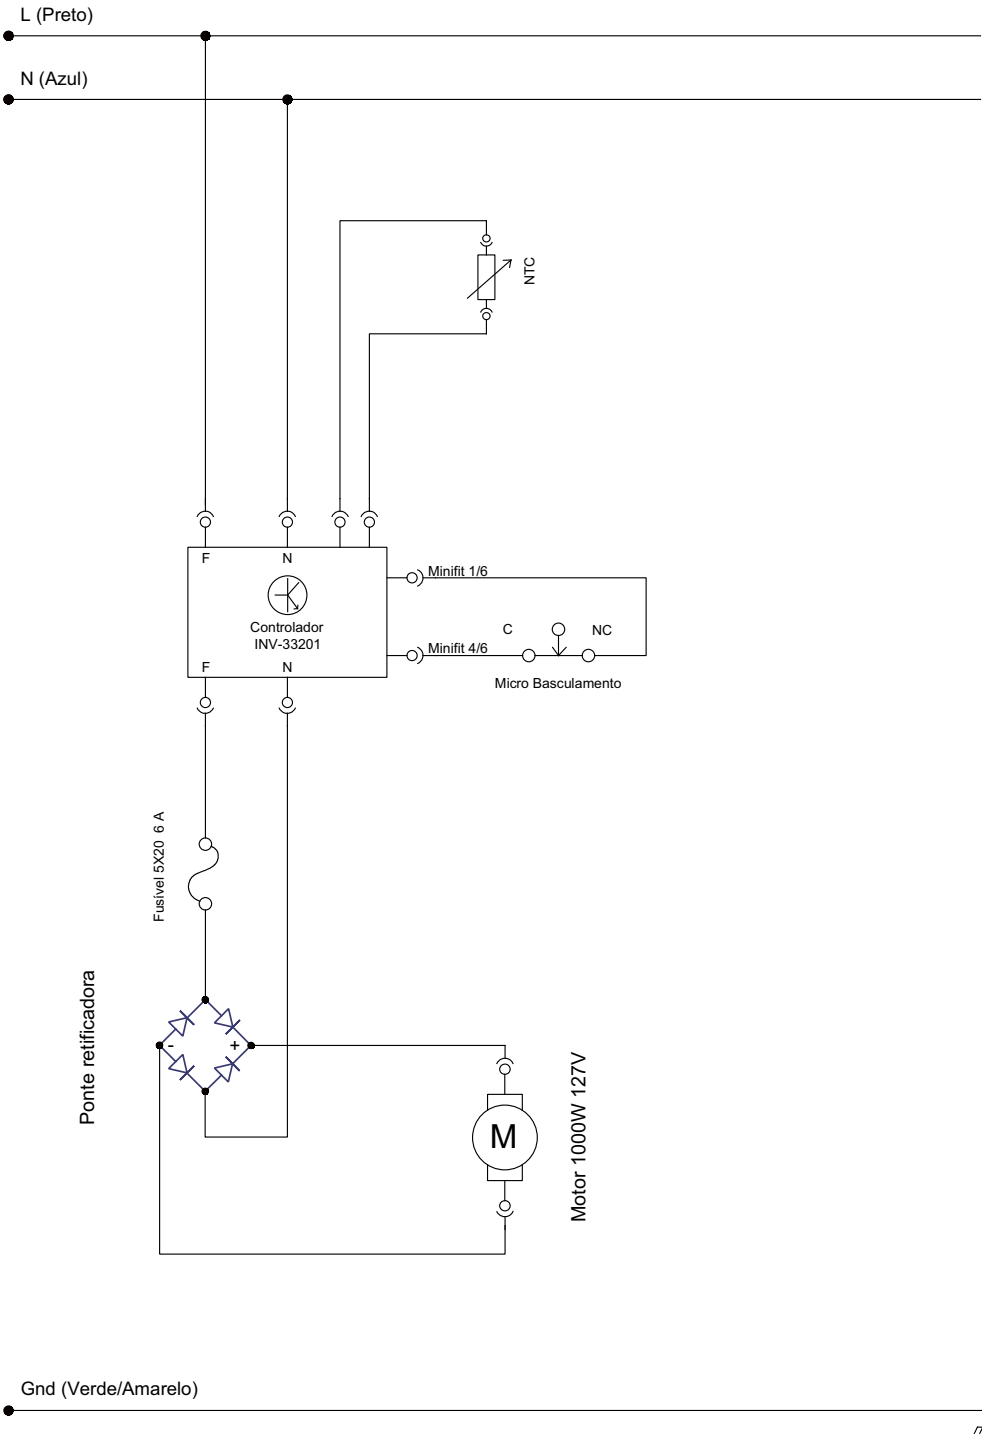 L (Preto)
N (Azul)
NTC
F
N
Minifit 1/6
Controlador
INV-33201
C
NC
Minifit 4/6
F
N
Micro Basculamento
Fusível 5X20 6 A
Ponte retificadora
-
+
M
Motor 1000W 127V
Gnd (Verde/Amarelo)